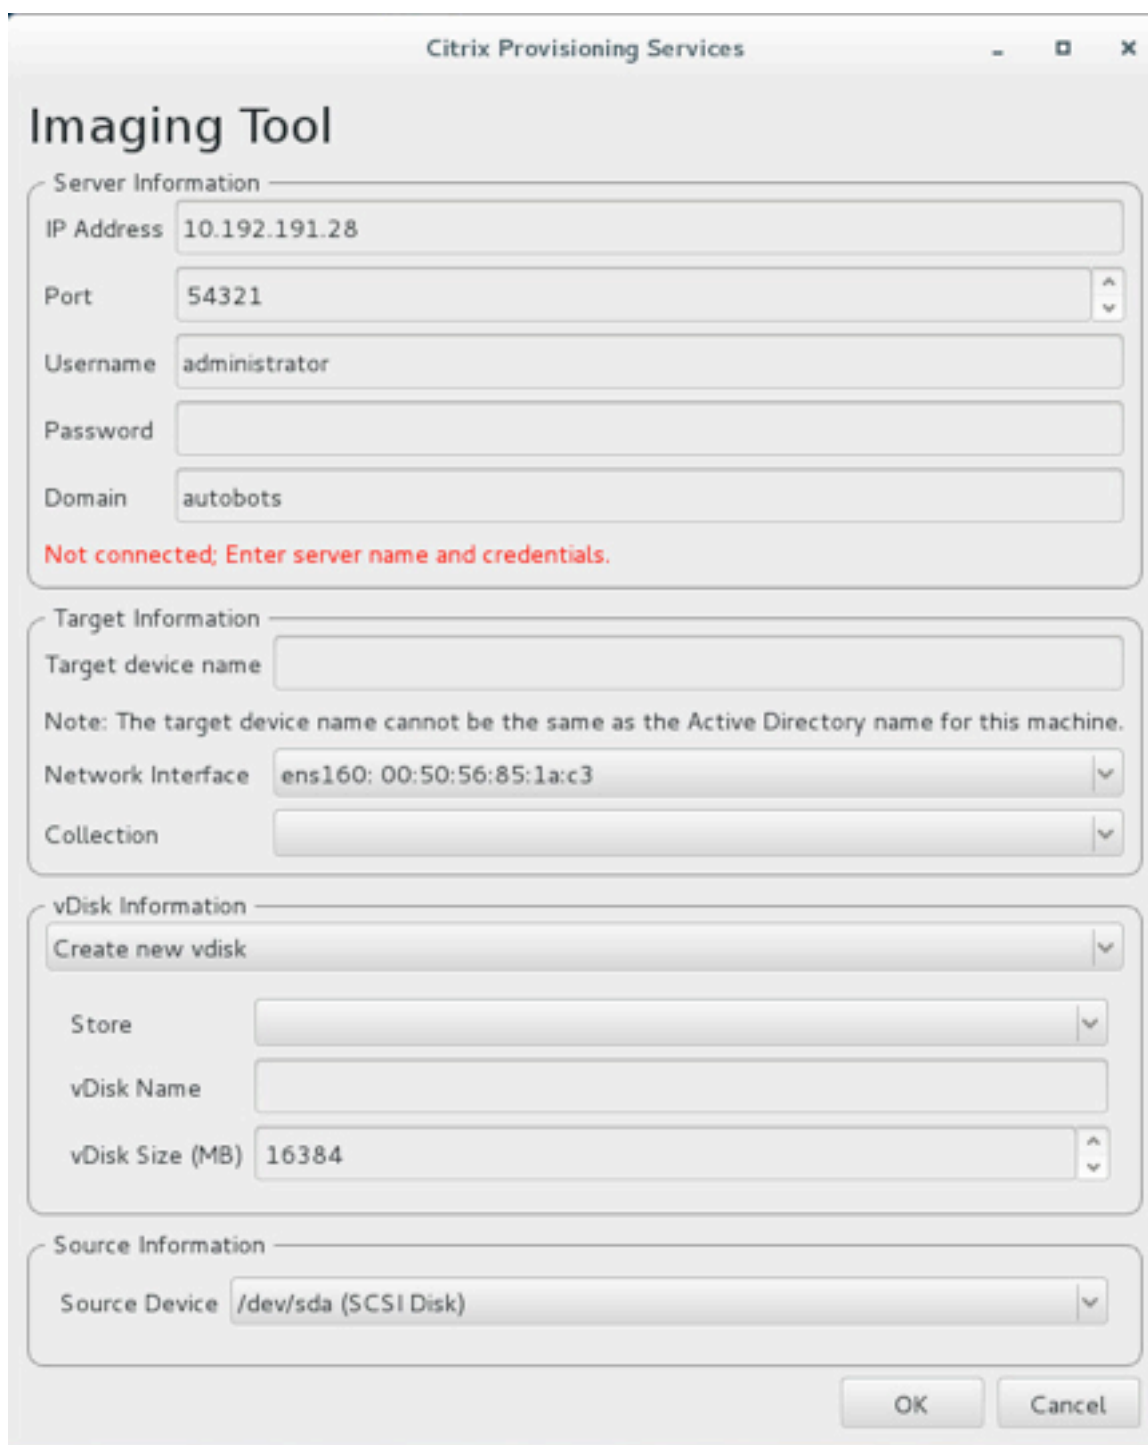 Citrix Provisioning Services
Imaging Tool
Server Information
IP Address 10.192.191.28
Port 54321
Username administrator
Password
Domain autobots
Not connected; Enter server name and credentials.
Target Information
Target device name
Note: The target device name cannot be the same as the Active Directory name for this machine.
Network Interface ens160: 00:50:56:85:1a:c3
Collection
vDisk Information
Create new vdisk
Store
vDisk Name
vDisk Size (MB) 16384
Source Information
Source Device /dev/sda (SCSI Disk)
OK Cancel